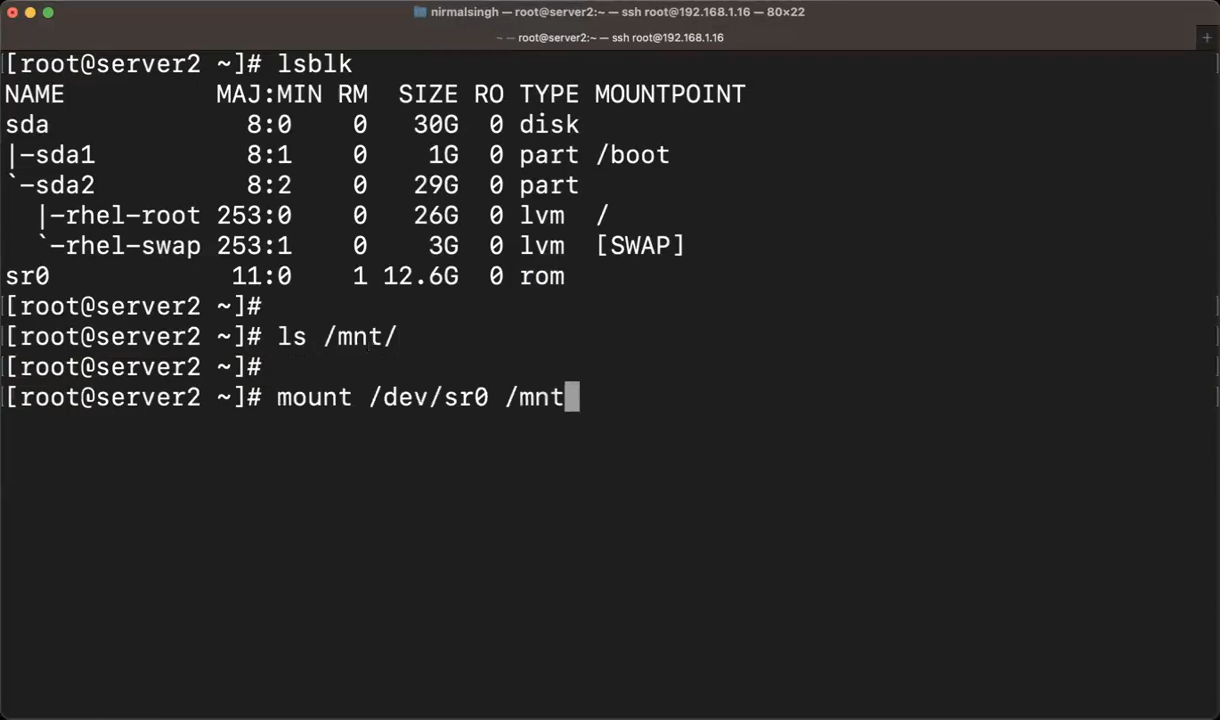 nirmalsingh — root@server2:~ — ssh root@192.168.1.16 — 80×22
~ — root@server2:~ — ssh root@192.168.1.16 +
[root@server2 ~]# lsblk
NAME          MAJ:MIN RM  SIZE RO TYPE MOUNTPOINT
sda             8:0    0   30G  0 disk
|-sda1          8:1    0    1G  0 part /boot
`-sda2          8:2    0   29G  0 part
  |-rhel-root 253:0    0   26G  0 lvm  /
  `-rhel-swap 253:1    0    3G  0 lvm  [SWAP]
sr0            11:0    1 12.6G  0 rom
[root@server2 ~]#
[root@server2 ~]# ls /mnt/
[root@server2 ~]#
[root@server2 ~]# mount /dev/sr0 /mnt